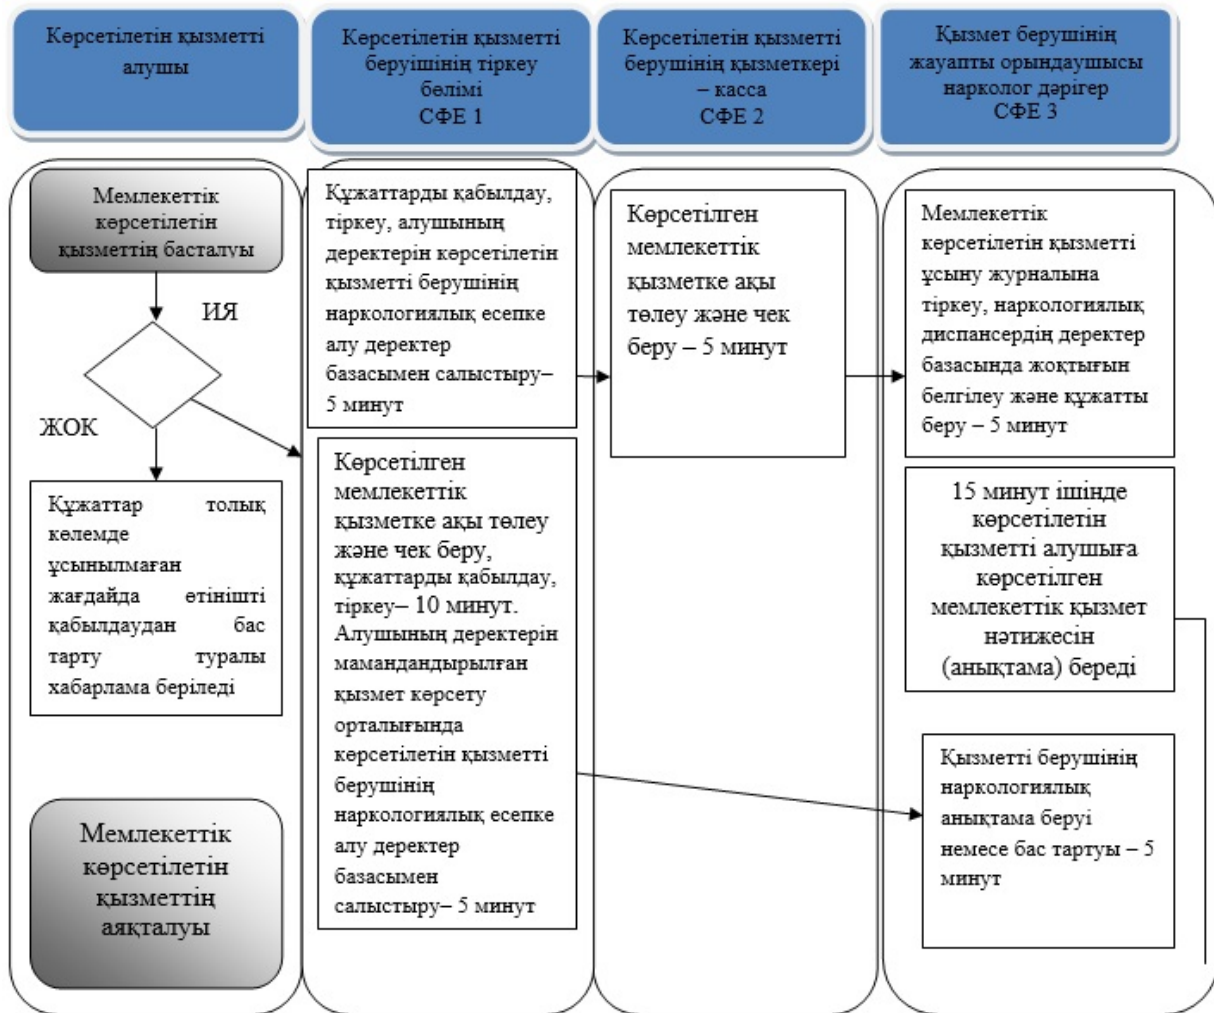 Көрсетілетін қызметті
алушы
Көрсетілетін қызметті
беруішінің тіркеу
бөлімі
СФЕ 1
Көрсетілетін қызметті
берушінің қызметкері
– касса
СФЕ 2
Қызмет берушінің
жауапты орындаушысы
нарколог дәрігер
СФЕ 3
Мемлекеттік
көрсетілетін
қызметтің басталуы
ИЯ
ЖОК
Құжаттар толық
көлемде
ұсынылмаған
жағдайда өтінішті
қабылдаудан бас
тарту туралы
хабарлама беріледі
Мемлекеттік
көрсетілетін
қызметтің
аяқталуы
Құжаттарды қабылдау,
тіркеу, алушының
деректерін көрсетілетін
қызметті берушінің
наркологиялық есепке
алу деректер
базасымен салыстыру–
5 минут
Көрсетілген
мемлекеттік
қызметке ақы төлеу
және чек беру,
құжаттарды қабылдау,
тіркеу– 10 минут.
Алушының деректерін
мамандандырылған
қызмет көрсету
орталығында
көрсетілетін қызметті
берушінің
наркологиялық есепке
алу деректер
базасымен
салыстыру– 5 минут
Көрсетілген
мемлекеттік
қызметке ақы
төлеу және чек
беру – 5 минут
Мемлекеттік
көрсетілетін қызметті
ұсыну журналына
тіркеу, наркологиялық
диспансердің деректер
базасында жоқтығын
белгілеу және құжатты
беру – 5 минут
15 минут ішінде
көрсетілетін
қызметті алушыға
көрсетілген
мемлекеттік қызмет
нәтижесін
(анықтама) береді
Қызметті берушінің
наркологиялық
анықтама беруі
немесе бас тартуы – 5
минут